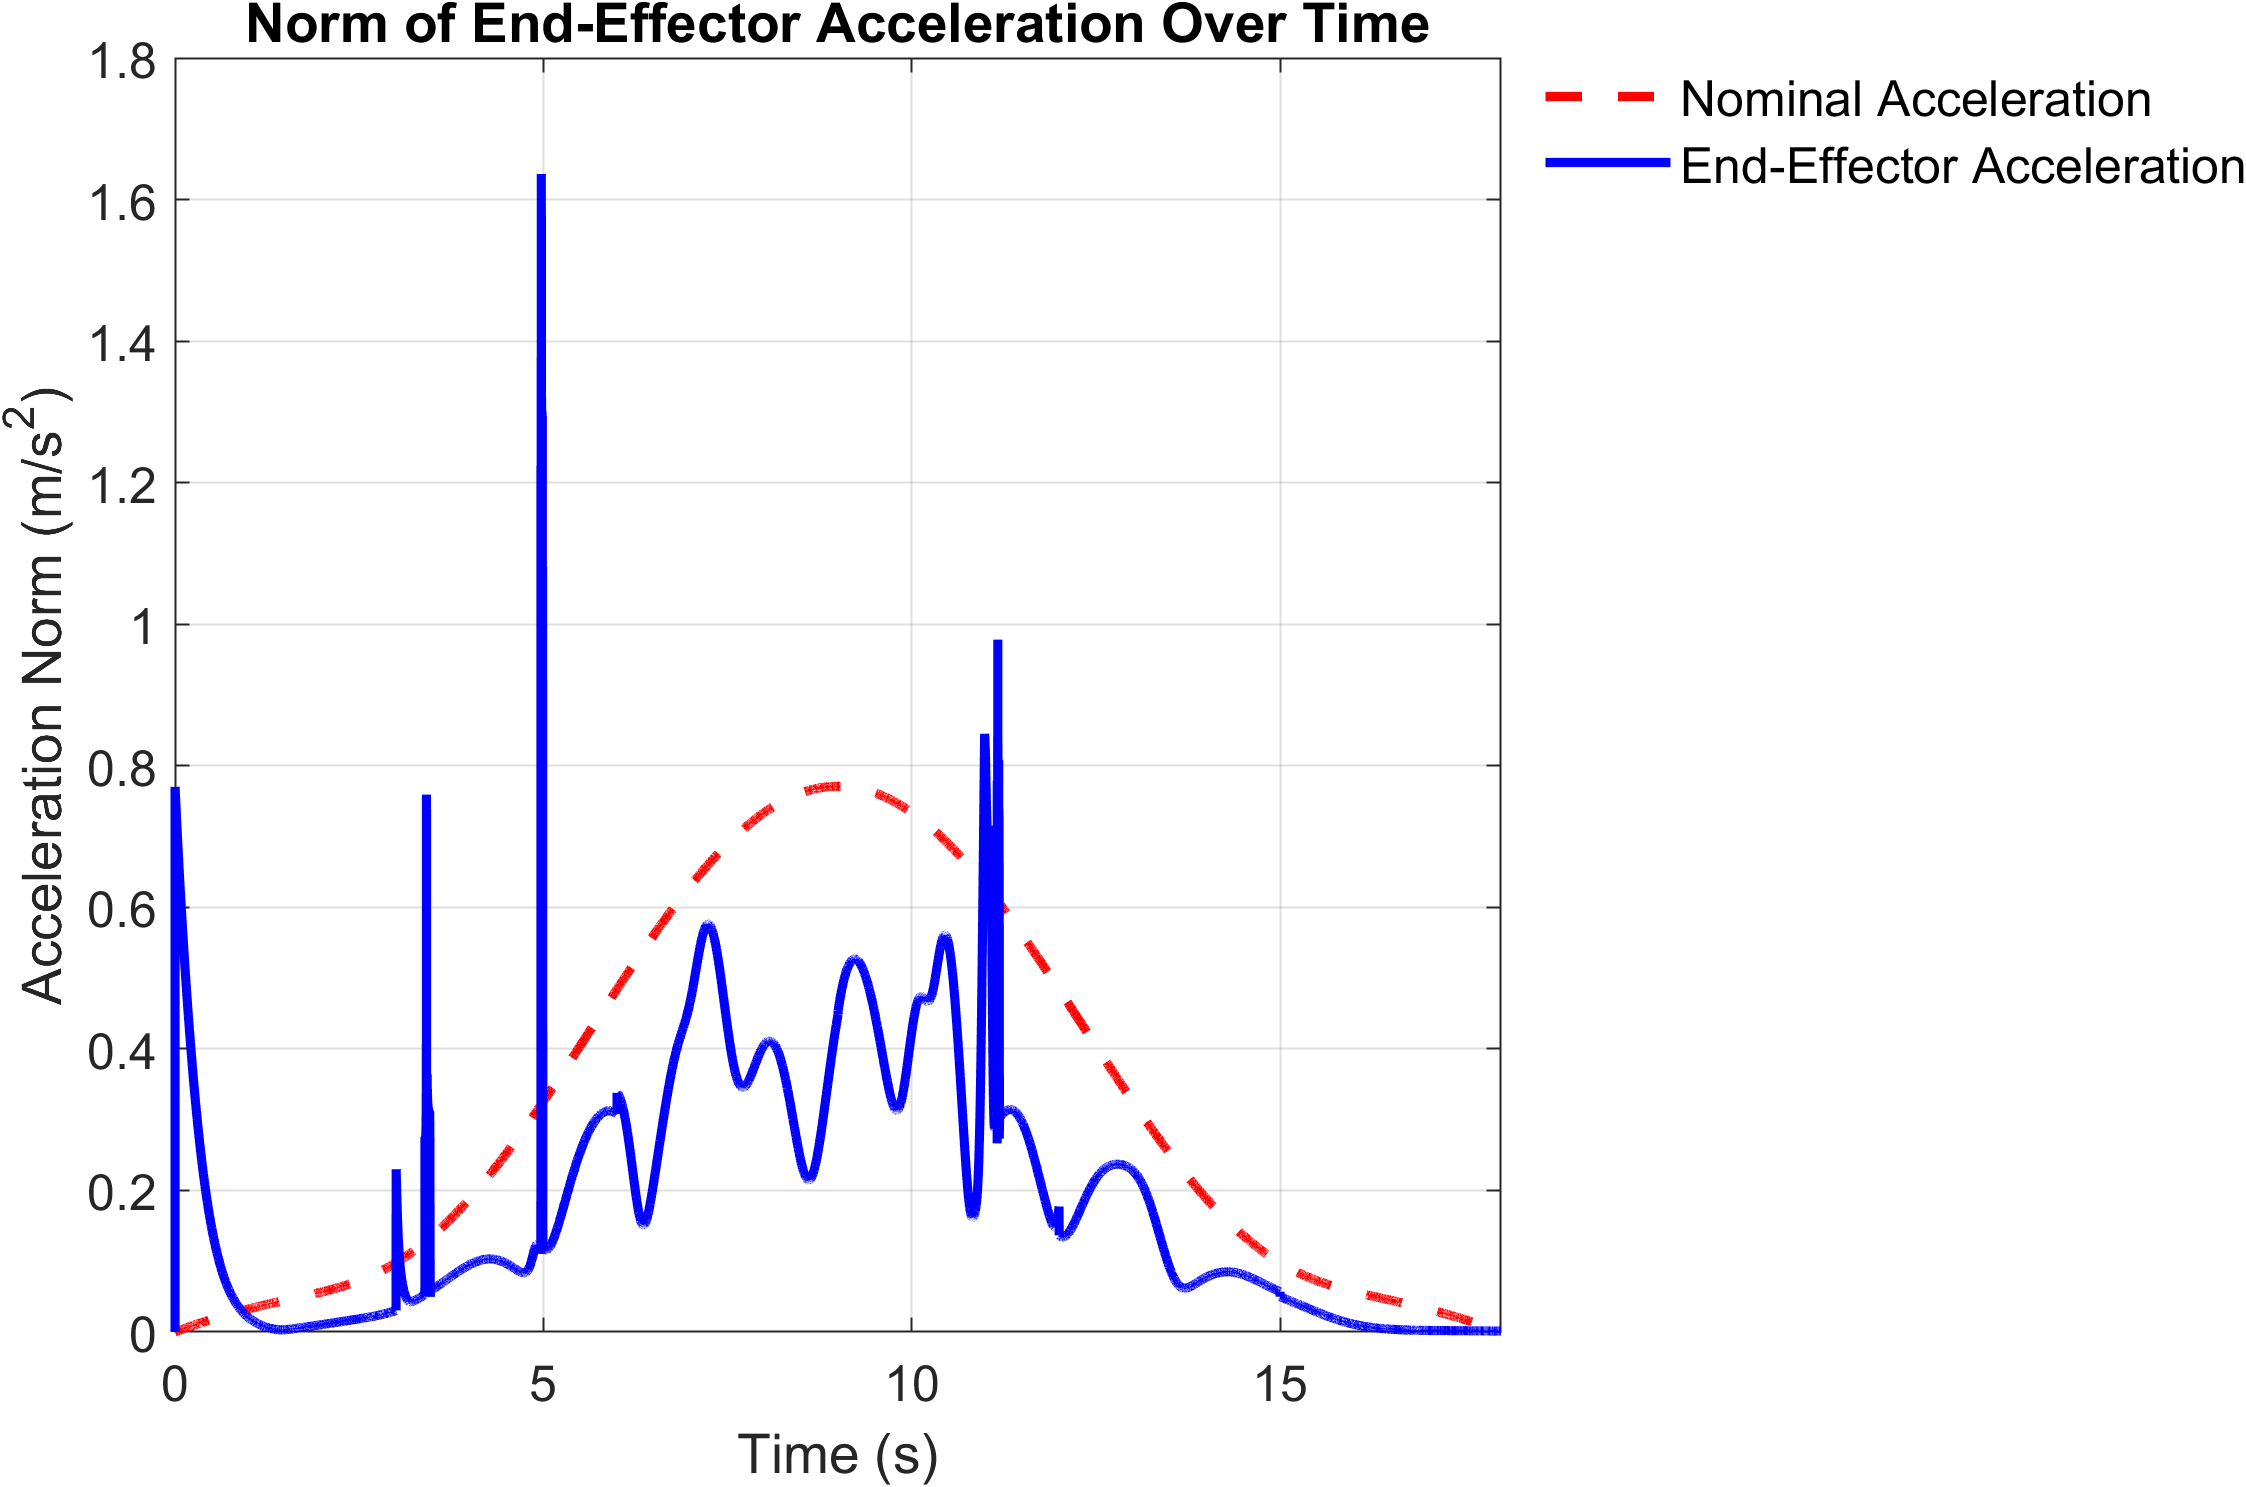 Norm of End-Effector Acceleration Over Time
1.8
1.6
1.4
1.2
1
0.8
0.6
0.4
0.2
0
0 5 10 15
Time (s)
Acceleration Norm (m/s²)
Nominal Acceleration
End-Effector Acceleration